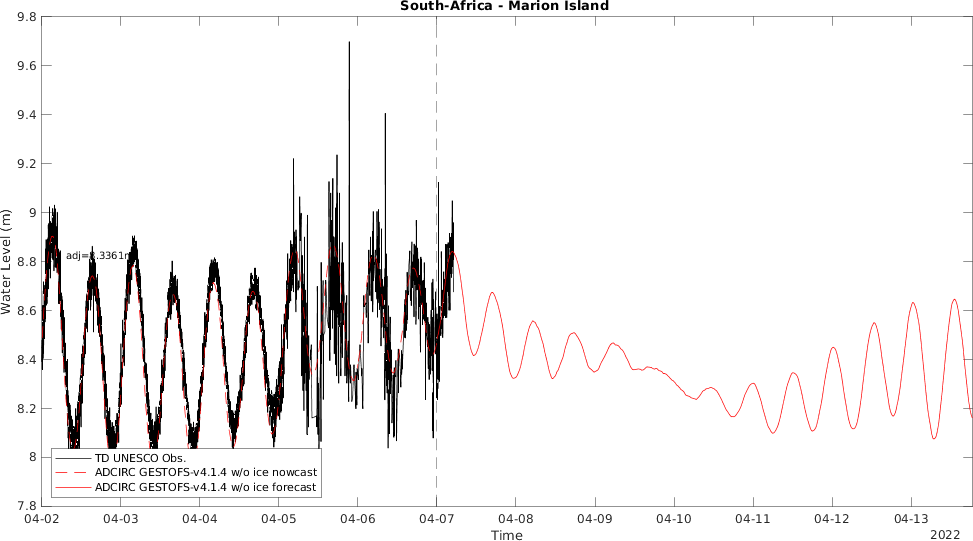 South-Africa - Marion Island
9.8
9.6
9.4
9.2
9
8.8
8.6
8.4
8.2
8
7.8
Water Level (m)
TD UNESCO Obs.
ADCIRC GESTOFS-v4.1.4 w/o ice nowcast
ADCIRC GESTOFS-v4.1.4 w/o ice forecast
04-02 04-03 04-04 04-05 04-06 04-07 04-08 04-09 04-10 04-11 04-12 04-13
Time
2022